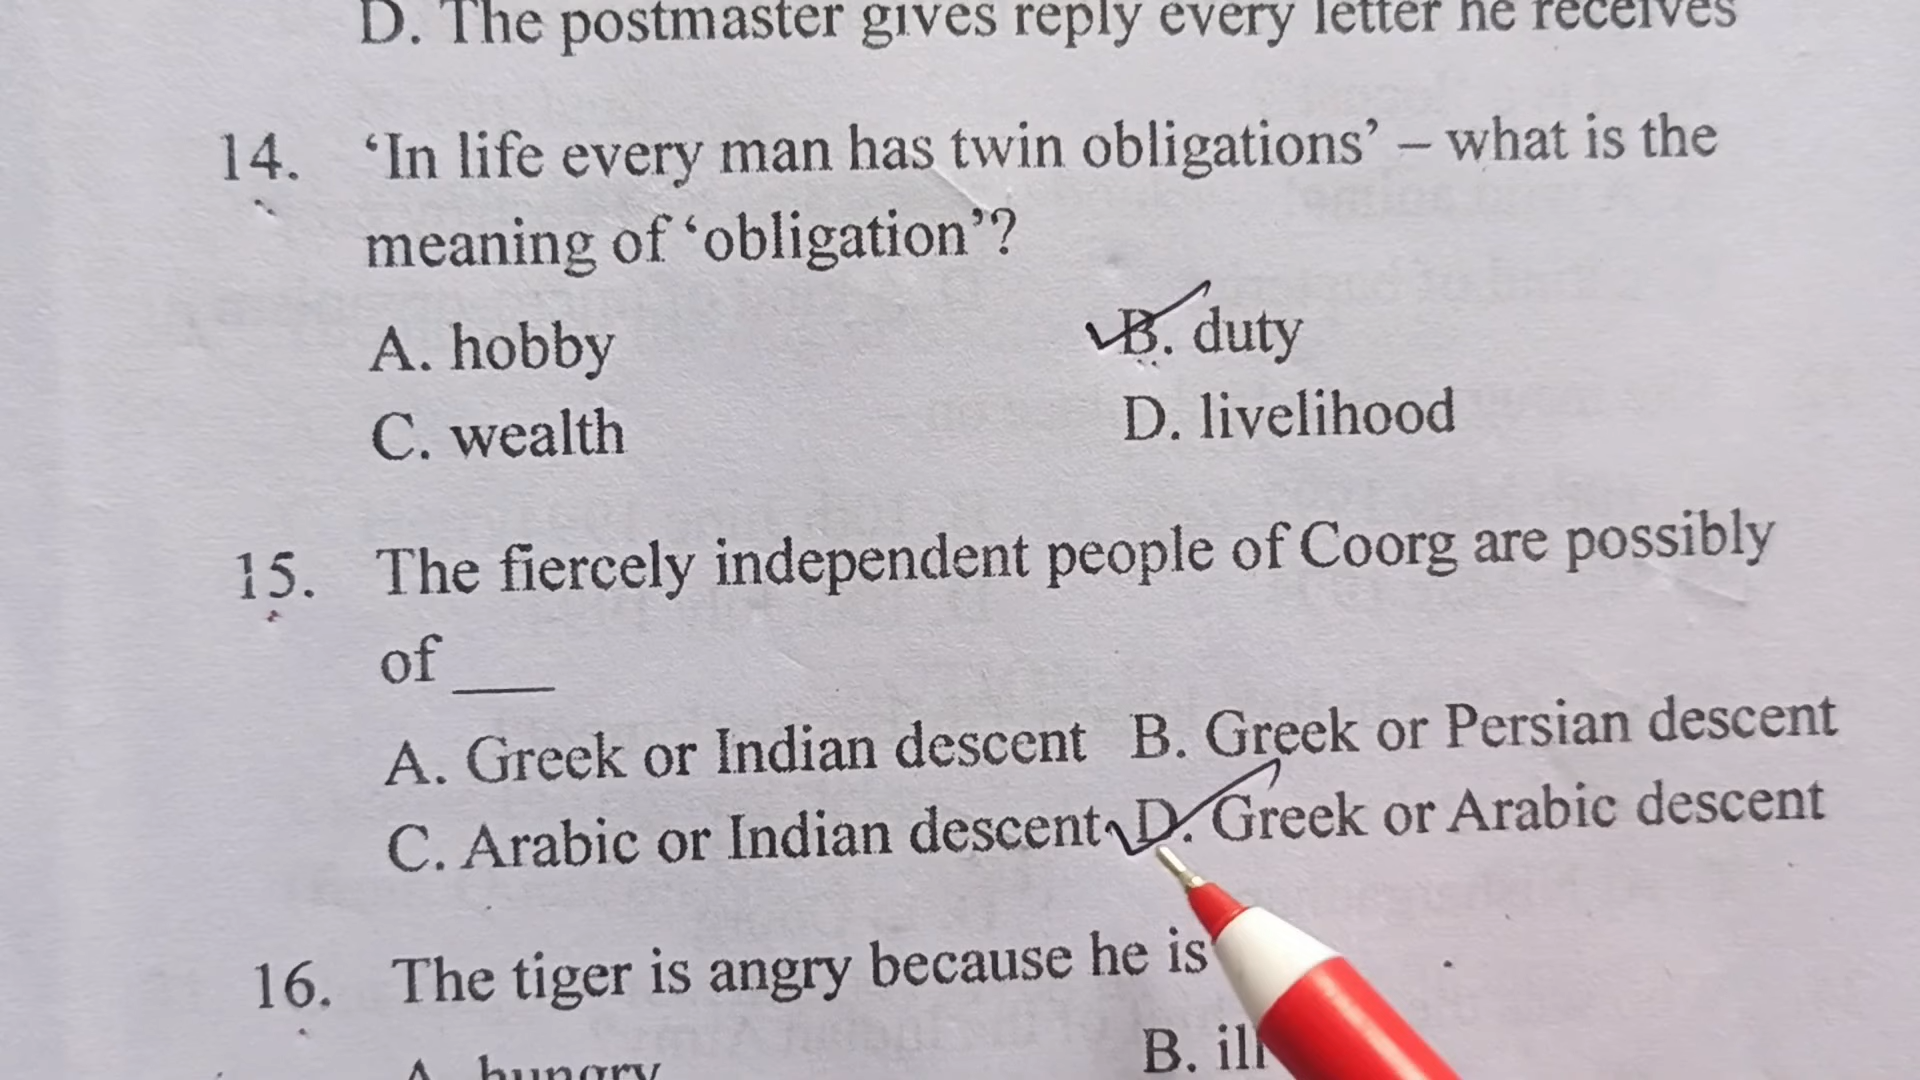 D. The postmaster gives reply every letter he receives
14. ‘In life every man has twin obligations’ – what is the
meaning of ‘obligation’?
A. hobby B. duty
C. wealth D. livelihood
15. The fiercely independent people of Coorg are possibly
of ___
A. Greek or Indian descent B. Greek or Persian descent
C. Arabic or Indian descent D. Greek or Arabic descent
16. The tiger is angry because he is
A. hungry B. ill